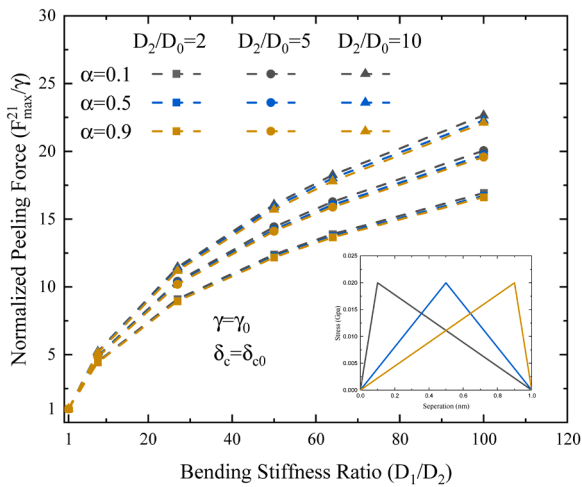 30
25
20
15
10
5
1
Normalized Peeling Force (F²¹max/γ)
D₂/D₀=2 D₂/D₀=5 D₂/D₀=10
α=0.1
α=0.5
α=0.9
γ=γ₀
δc=δc0
0.025
0.020
0.015
0.010
0.005
0.000
Stress (Gpa)
0.0 0.2 0.4 0.6 0.8 1.0
Seperation (nm)
1 20 40 60 80 100 120
Bending Stiffness Ratio (D₁/D₂)